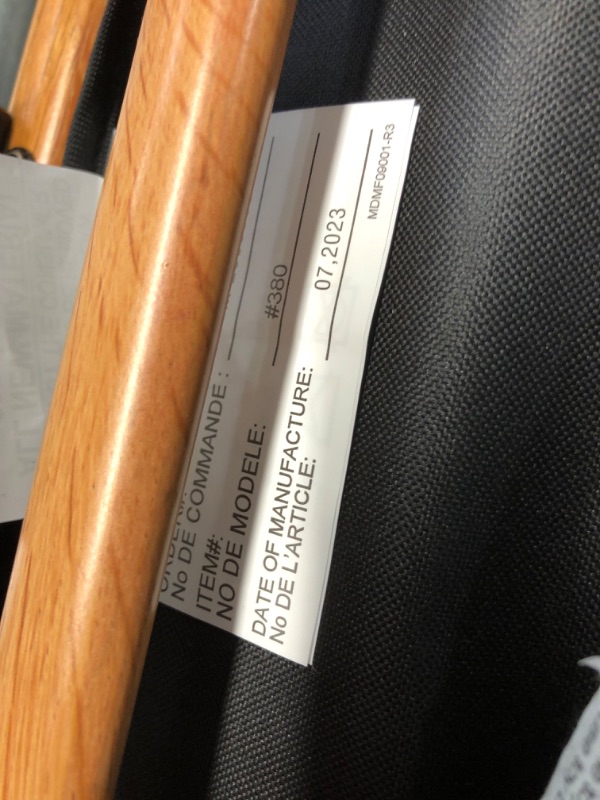 No DE COMMANDE :
ITEM#:
NO DE MODELE: #380
DATE OF MANUFACTURE: 07,2023
No DE L'ARTICLE:
MDMF09001-R3